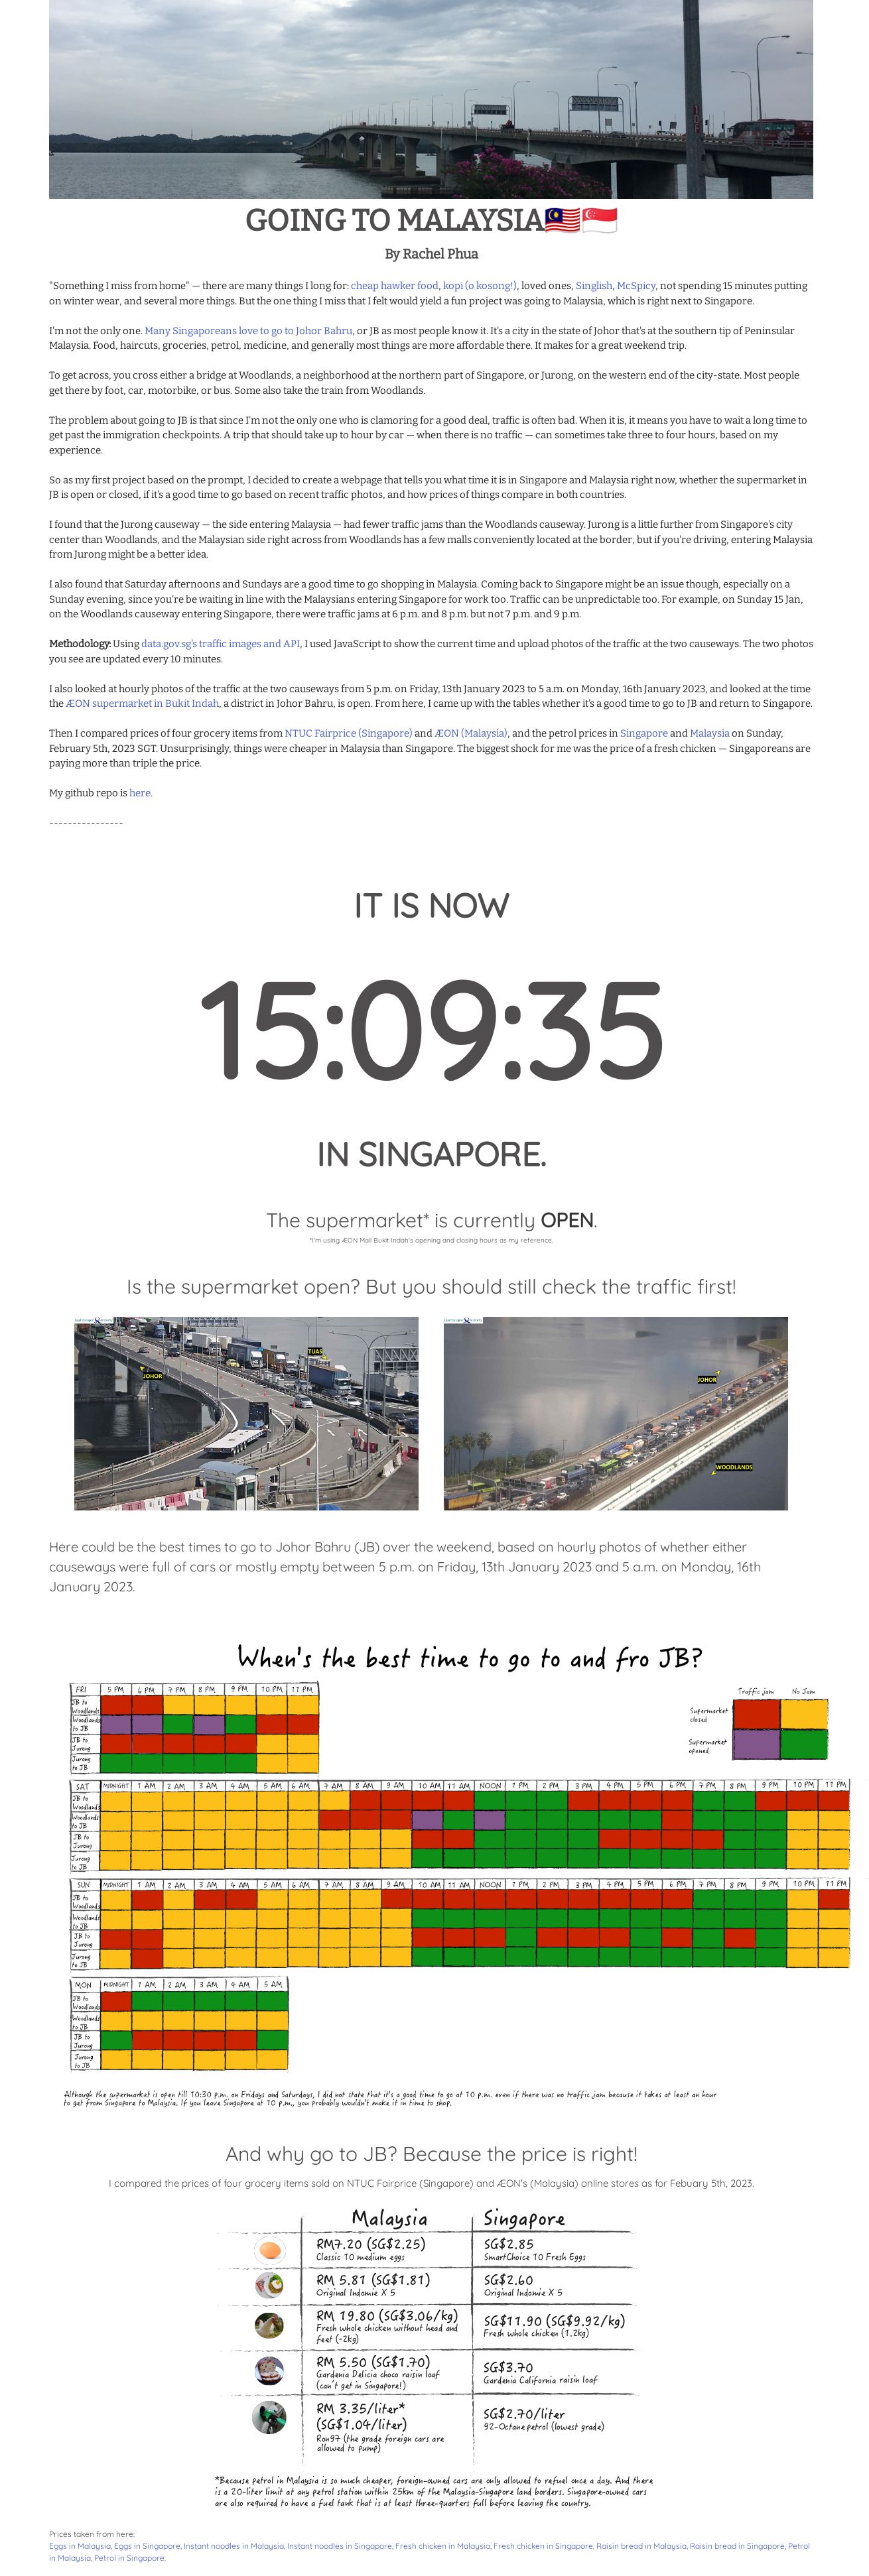 GOING TO MALAYSIA🇲🇾🇸🇬
By Rachel Phua
"Something I miss from home" — there are many things I long for: cheap hawker food, kopi (o kosong!), loved ones, Singlish, McSpicy, not spending 15 minutes putting
on winter wear, and several more things. But the one thing I miss that I felt would yield a fun project was going to Malaysia, which is right next to Singapore.
I'm not the only one. Many Singaporeans love to go to Johor Bahru, or JB as most people know it. It's a city in the state of Johor that's at the southern tip of Peninsular
Malaysia. Food, haircuts, groceries, petrol, medicine, and generally most things are more affordable there. It makes for a great weekend trip.
To get across, you cross either a bridge at Woodlands, a neighborhood at the northern part of Singapore, or Jurong, on the western end of the city-state. Most people
get there by foot, car, motorbike, or bus. Some also take the train from Woodlands.
The problem about going to JB is that since I'm not the only one who is clamoring for a good deal, traffic is often bad. When it is, it means you have to wait a long time to
get past the immigration checkpoints. A trip that should take up to hour by car — when there is no traffic — can sometimes take three to four hours, based on my
experience.
So as my first project based on the prompt, I decided to create a webpage that tells you what time it is in Singapore and Malaysia right now, whether the supermarket in
JB is open or closed, if it's a good time to go based on recent traffic photos, and how prices of things compare in both countries.
I found that the Jurong causeway — the side entering Malaysia — had fewer traffic jams than the Woodlands causeway. Jurong is a little further from Singapore's city
center than Woodlands, and the Malaysian side right across from Woodlands has a few malls conveniently located at the border, but if you're driving, entering Malaysia
from Jurong might be a better idea.
I also found that Saturday afternoons and Sundays are a good time to go shopping in Malaysia. Coming back to Singapore might be an issue though, especially on a
Sunday evening, since you're be waiting in line with the Malaysians entering Singapore for work too. Traffic can be unpredictable too. For example, on Sunday 15 Jan,
on the Woodlands causeway entering Singapore, there were traffic jams at 6 p.m. and 8 p.m. but not 7 p.m. and 9 p.m.
Methodology: Using data.gov.sg's traffic images and API, I used JavaScript to show the current time and upload photos of the traffic at the two causeways. The two photos
you see are updated every 10 minutes.
I also looked at hourly photos of the traffic at the two causeways from 5 p.m. on Friday, 13th January 2023 to 5 a.m. on Monday, 16th January 2023, and looked at the time
the ÆON supermarket in Bukit Indah, a district in Johor Bahru, is open. From here, I came up with the tables whether it's a good time to go to JB and return to Singapore.
Then I compared prices of four grocery items from NTUC Fairprice (Singapore) and ÆON (Malaysia), and the petrol prices in Singapore and Malaysia on Sunday,
February 5th, 2023 SGT. Unsurprisingly, things were cheaper in Malaysia than Singapore. The biggest shock for me was the price of a fresh chicken — Singaporeans are
paying more than triple the price.
My github repo is here.
---------------
IT IS NOW
15:09:35
IN SINGAPORE.
The supermarket* is currently OPEN.
*I'm using ÆON Mall Bukit Indah's opening and closing hours as my reference.
Is the supermarket open? But you should still check the traffic first!
JOHOR
TUAS
JOHOR
WOODLANDS
Here could be the best times to go to Johor Bahru (JB) over the weekend, based on hourly photos of whether either
causeways were full of cars or mostly empty between 5 p.m. on Friday, 13th January 2023 and 5 a.m. on Monday, 16th
January 2023.
When's the best time to go to and fro JB?
Traffic jam No Jam
Supermarket closed
Supermarket opened
FRI 5 PM 6 PM 7 PM 8 PM 9 PM 10 PM 11 PM
JB to Woodlands
Woodlands to JB
JB to Jurong
Jurong to JB
SAT MIDNIGHT 1 AM 2 AM 3 AM 4 AM 5 AM 6 AM 7 AM 8 AM 9 AM 10 AM 11 AM NOON 1 PM 2 PM 3 PM 4 PM 5 PM 6 PM 7 PM 8 PM 9 PM 10 PM 11 PM
JB to Woodlands
Woodlands to JB
JB to Jurong
Jurong to JB
SUN MIDNIGHT 1 AM 2 AM 3 AM 4 AM 5 AM 6 AM 7 AM 8 AM 9 AM 10 AM 11 AM NOON 1 PM 2 PM 3 PM 4 PM 5 PM 6 PM 7 PM 8 PM 9 PM 10 PM 11 PM
JB to Woodlands
Woodlands to JB
JB to Jurong
Jurong to JB
MON MIDNIGHT 1 AM 2 AM 3 AM 4 AM 5 AM
JB to Woodlands
Woodlands to JB
JB to Jurong
Jurong to JB
Although the supermarket is open till 10:30 p.m. on Fridays and Saturdays, I did not state that it's a good time to go at 10 p.m. even if there was no traffic jam because it takes at least an hour
to get from Singapore to Malaysia. If you leave Singapore at 10 p.m., you probably wouldn't make it in time to shop.
And why go to JB? Because the price is right!
I compared the prices of four grocery items sold on NTUC Fairprice (Singapore) and ÆON's (Malaysia) online stores as for Febuary 5th, 2023.
Malaysia Singapore
RM7.20 (SG$2.25) SG$2.85
Classic 10 medium eggs SmartChoice 10 Fresh Eggs
RM 5.81 (SG$1.81) SG$2.60
Original Indomie X 5 Original Indomie X 5
RM 19.80 (SG$3.06/kg) SG$11.90 (SG$9.92/kg)
Fresh whole chicken without head and Fresh whole chicken (1.2kg)
feet (~2kg)
RM 5.50 (SG$1.70) SG$3.70
Gardenia Delicia choco raisin loaf Gardenia California raisin loaf
(can't get in Singapore!)
RM 3.35/liter* SG$2.70/liter
(SG$1.04/liter) 92-Octane petrol (lowest grade)
Ron97 (the grade foreign cars are
allowed to pump)
*Because petrol in Malaysia is so much cheaper, foreign-owned cars are only allowed to refuel once a day. And there
is a 20-liter limit at any petrol station within 25km of the Malaysia-Singapore land borders. Singapore-owned cars
are also required to have a fuel tank that is at least three-quarters full before leaving the country.
Prices taken from here:
Eggs in Malaysia, Eggs in Singapore, Instant noodles in Malaysia, Instant noodles in Singapore, Fresh chicken in Malaysia, Fresh chicken in Singapore, Raisin bread in Malaysia, Raisin bread in Singapore, Petrol
in Malaysia, Petrol in Singapore.